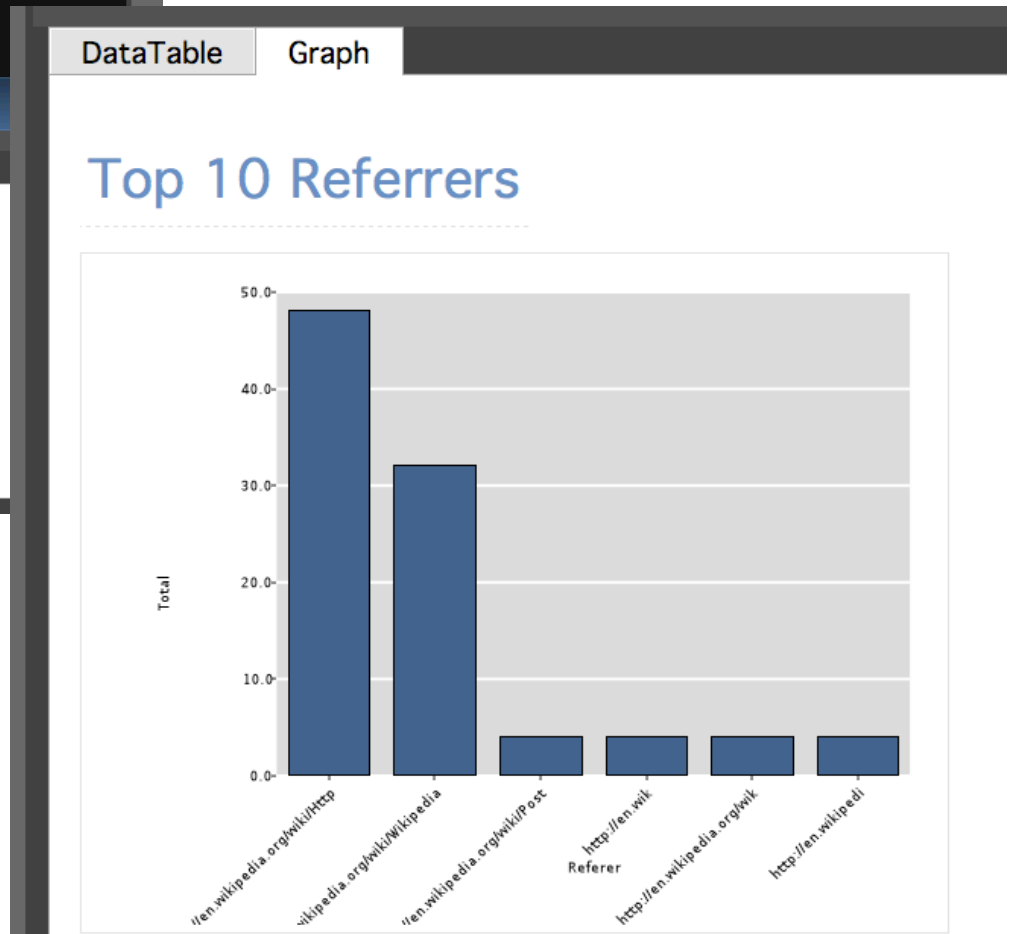 DataTable Graph
Top 10 Referrers
50.0
40.0
30.0
20.0
10.0
0.0
Total
//en.wikipedia.org/wiki/Http
vikipedia.org/wiki/Wikipedia
//en.wikipedia.org/wiki/Post
http://en.wik
http://en.wikipedia.org/wik
http://en.wikipedi
Referer